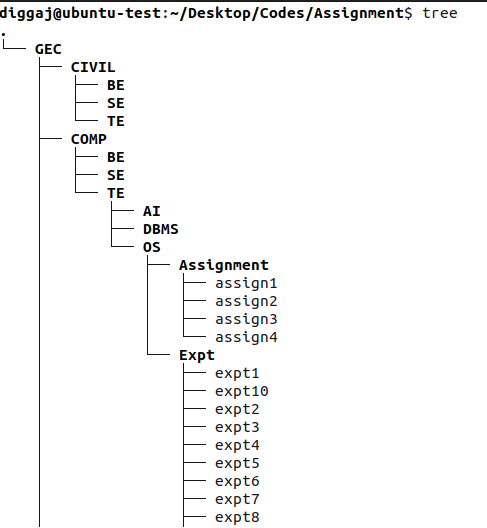 diggaj@ubuntu-test:~/Desktop/Codes/Assignment$ tree
.
└── GEC
    ├── CIVIL
    │   ├── BE
    │   ├── SE
    │   └── TE
    ├── COMP
    │   ├── BE
    │   ├── SE
    │   └── TE
    │       ├── AI
    │       ├── DBMS
    │       └── OS
    │           ├── Assignment
    │           │   ├── assign1
    │           │   ├── assign2
    │           │   ├── assign3
    │           │   └── assign4
    │           └── Expt
    │               ├── expt1
    │               ├── expt10
    │               ├── expt2
    │               ├── expt3
    │               ├── expt4
    │               ├── expt5
    │               ├── expt6
    │               ├── expt7
    │               ├── expt8